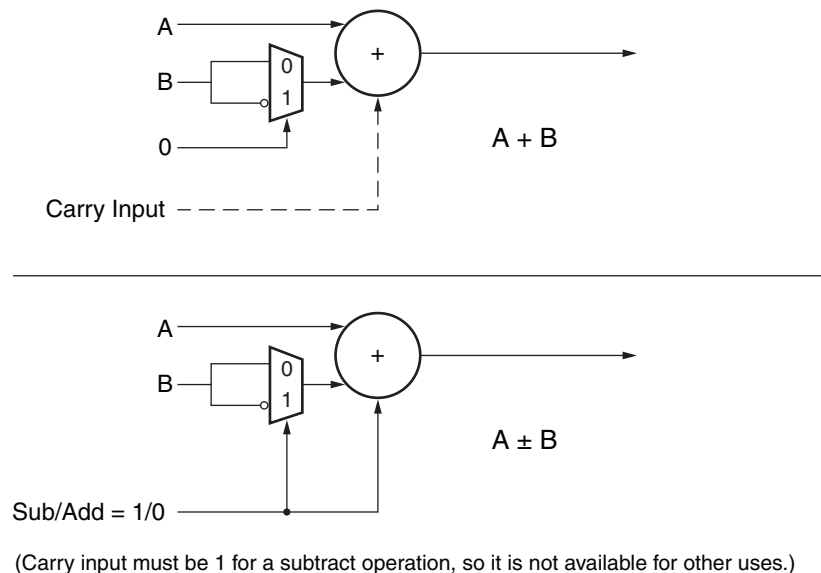 A
+
0
B
1
0
A + B
Carry Input
A
+
0
B
1
A ± B
Sub/Add = 1/0
(Carry input must be 1 for a subtract operation, so it is not available for other uses.)